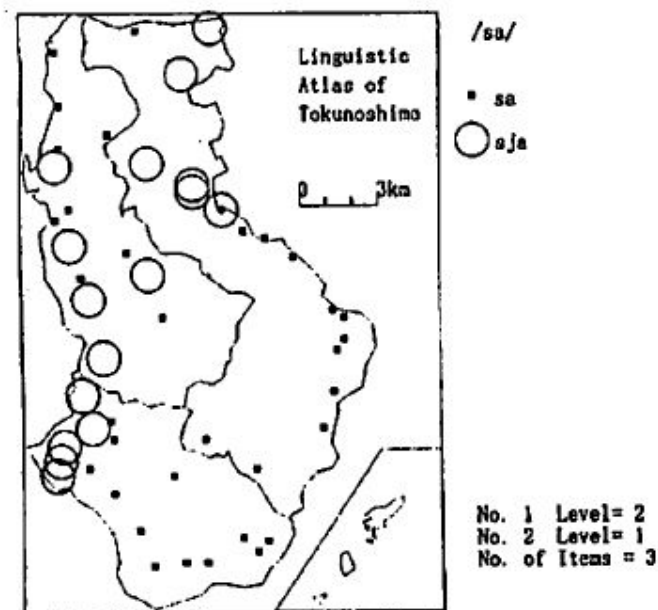 Linguistic
Atlas of
Tokunoshima
0 3km
/sa/
sa
sja
No. 1 Level= 2
No. 2 Level= 1
No. of Items = 3